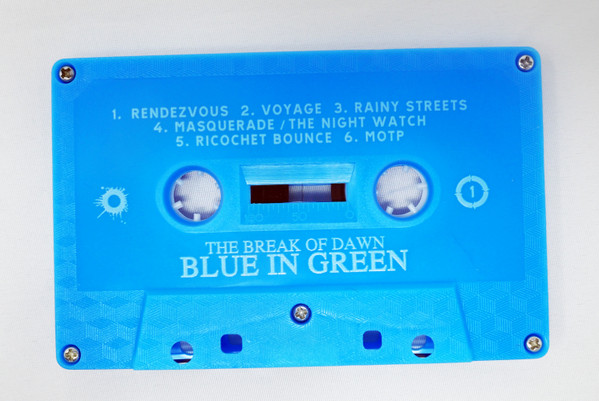 1. RENDEZVOUS 2. VOYAGE 3. RAINY STREETS
4. MASQUERADE / THE NIGHT WATCH
5. RICOCHET BOUNCE 6. MOTP
1
THE BREAK OF DAWN
BLUE IN GREEN